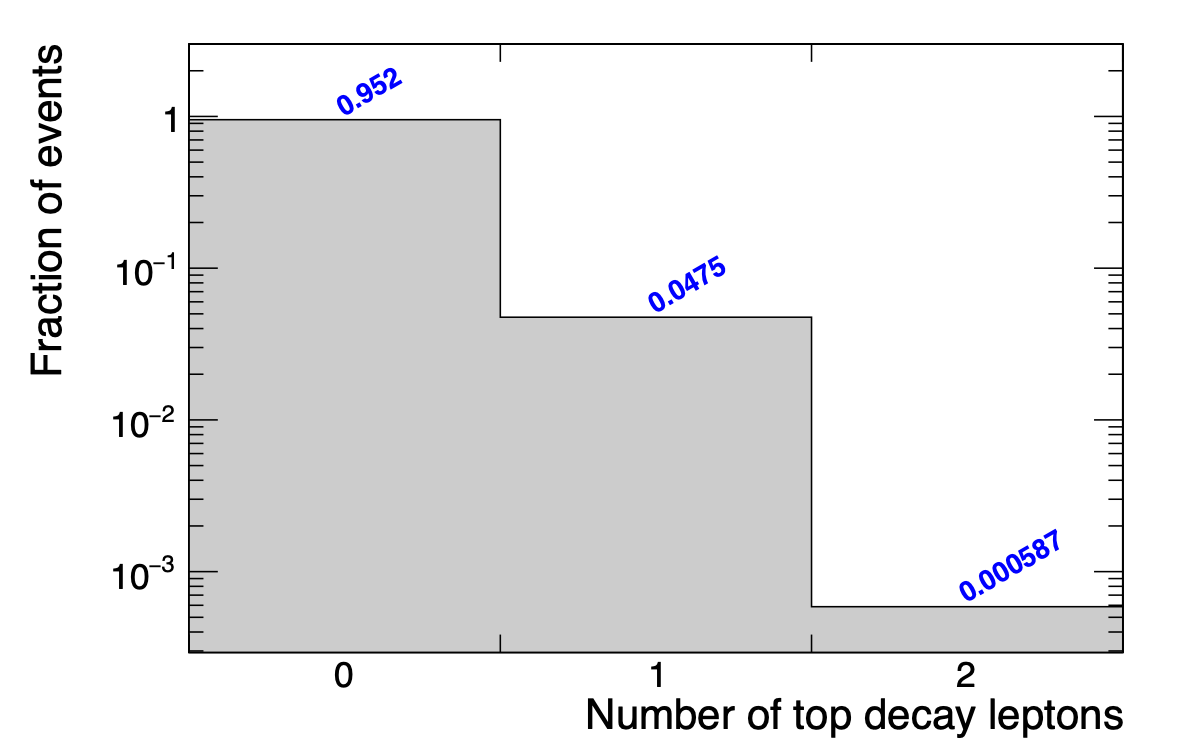 Fraction of events
1
10⁻¹
10⁻²
10⁻³
0.952
0.0475
0.000587
0 1 2
Number of top decay leptons